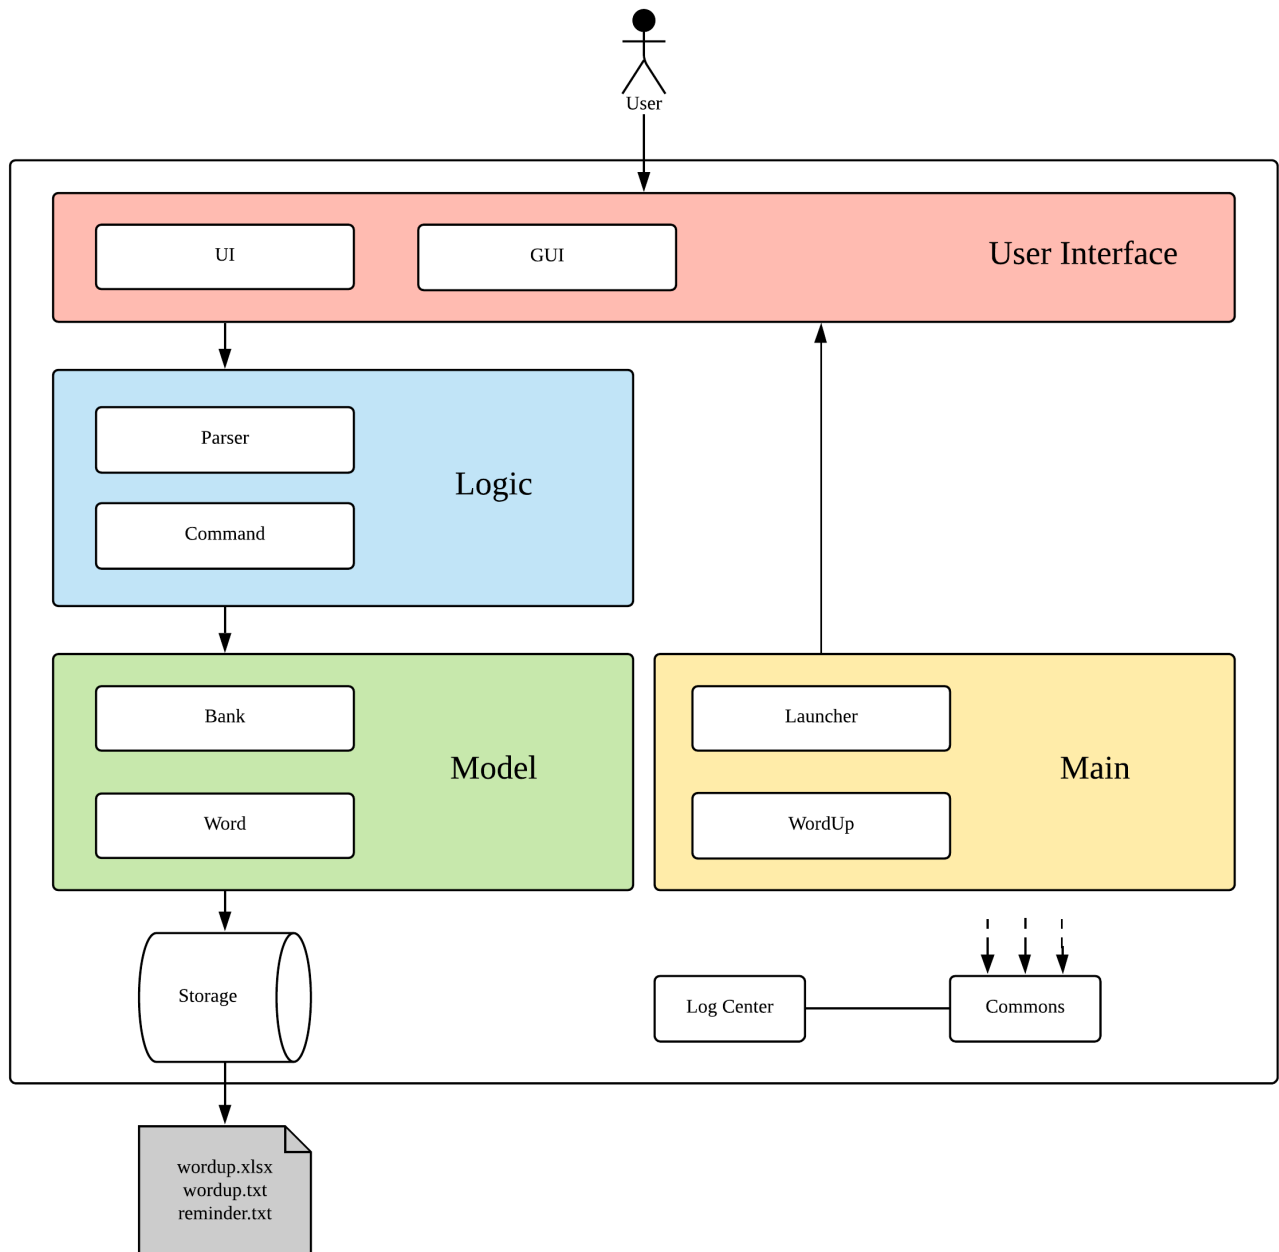 User
UI
GUI
User Interface
Parser
Logic
Command
Bank
Model
Word
Launcher
Main
WordUp
Storage
Log Center
Commons
wordup.xlsx
wordup.txt
reminder.txt